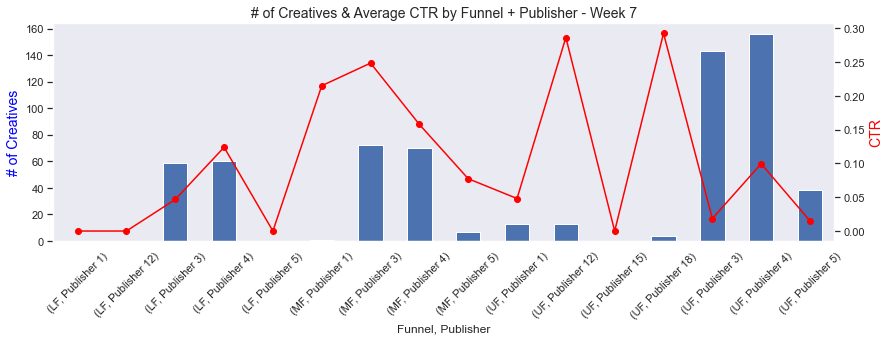 # of Creatives & Average CTR by Funnel + Publisher - Week 7
# of Creatives
160
140
120
100
80
60
40
20
0
0.30
0.25
0.20
0.15
0.10
0.05
0.00
CTR
(LF, Publisher 1)
(LF, Publisher 12)
(LF, Publisher 3)
(LF, Publisher 4)
(LF, Publisher 5)
(MF, Publisher 1)
(MF, Publisher 3)
(MF, Publisher 4)
(MF, Publisher 5)
(UF, Publisher 1)
(UF, Publisher 12)
(UF, Publisher 15)
(UF, Publisher 18)
(UF, Publisher 3)
(UF, Publisher 4)
(UF, Publisher 5)
Funnel, Publisher